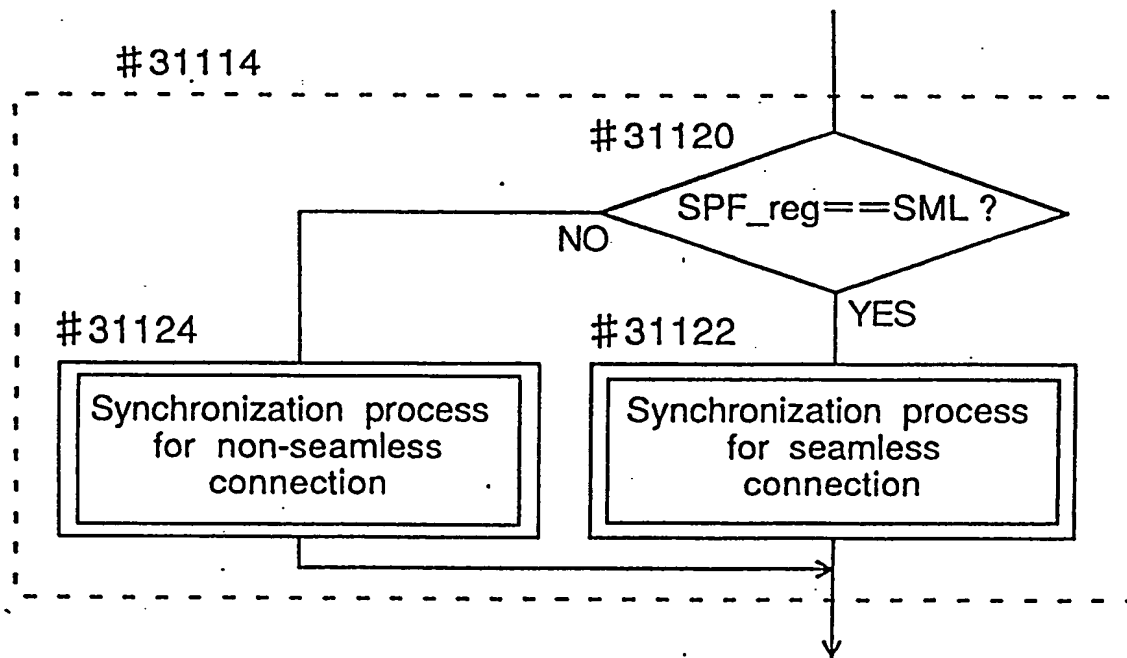 #31114
#31120
SPF_reg==SML ?
NO
YES
#31124
Synchronization process
for non-seamless
connection
#31122
Synchronization process
for seamless
connection